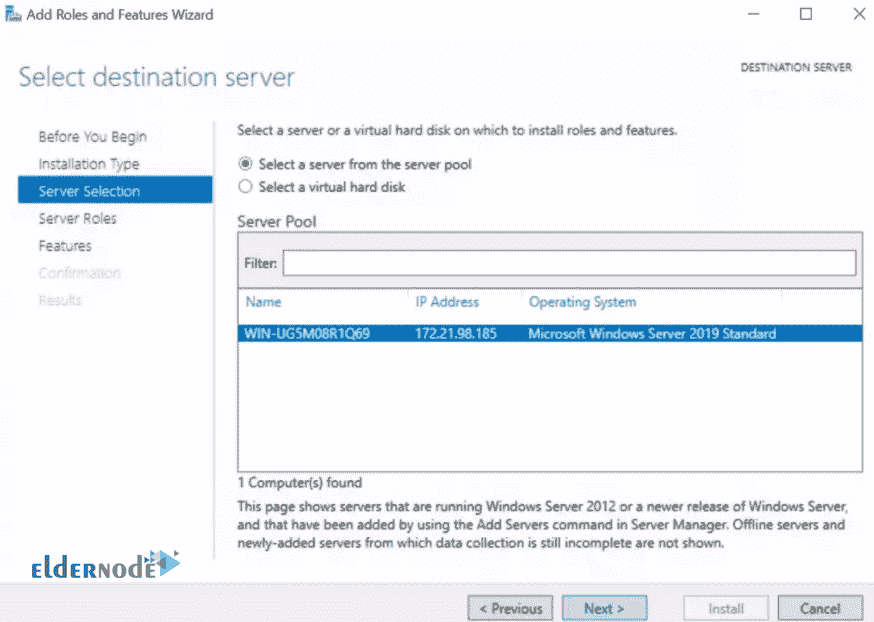 Add Roles and Features Wizard
Select destination server
DESTINATION SERVER
Before You Begin
Installation Type
Server Selection
Server Roles
Features
Confirmation
Results
Select a server or a virtual hard disk on which to install roles and features.
Select a server from the server pool
Select a virtual hard disk
Server Pool
Filter:
Name IP Address Operating System
WIN-UG5M08R1Q69 172.21.98.185 Microsoft Windows Server 2019 Standard
1 Computer(s) found
This page shows servers that are running Windows Server 2012 or a newer release of Windows Server,
and that have been added by using the Add Servers command in Server Manager. Offline servers and
newly-added servers from which data collection is still incomplete are not shown.
eldernode
< Previous Next > Install Cancel